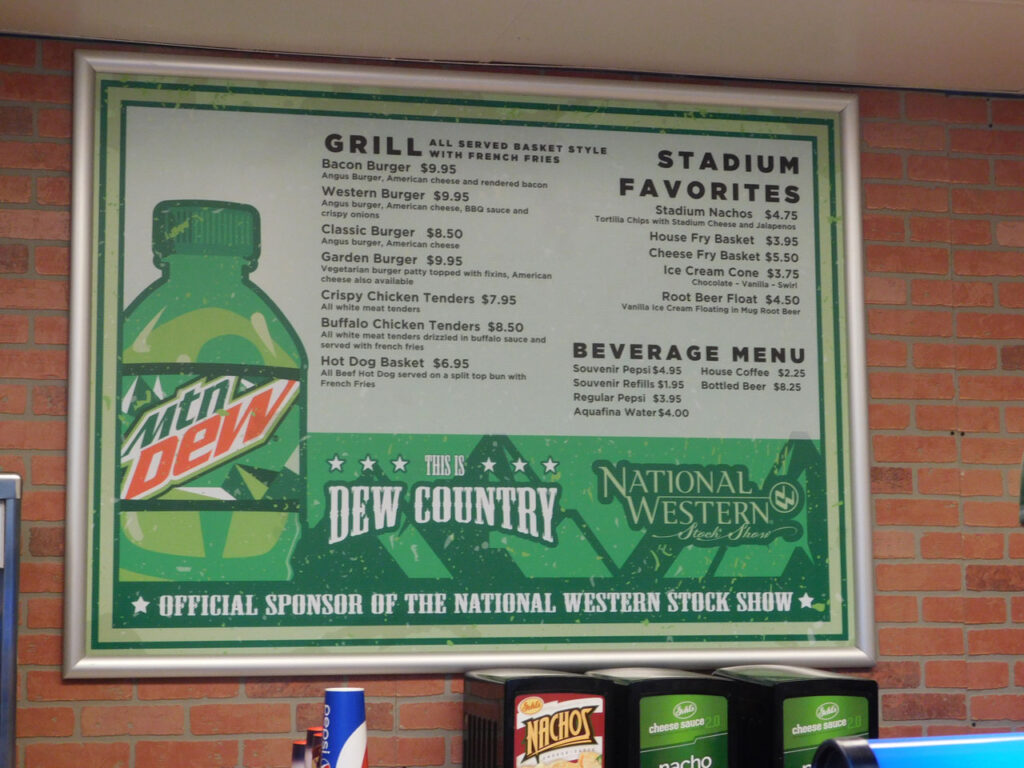 GRILL ALL SERVED BASKET STYLE
WITH FRENCH FRIES
Bacon Burger $9.95
Angus Burger, American cheese and rendered bacon
Western Burger $9.95
Angus burger, American cheese, BBQ sauce and
crispy onions
Classic Burger $8.50
Angus burger, American cheese
Garden Burger $9.95
Vegetarian burger patty topped with fixins, American
cheese also available
Crispy Chicken Tenders $7.95
All white meat tenders
Buffalo Chicken Tenders $8.50
All white meat tenders drizzled in buffalo sauce and
served with french fries
Hot Dog Basket $6.95
All Beef Hot Dog served on a split top bun with
French Fries
STADIUM
FAVORITES
Stadium Nachos $4.75
Tortilla Chips with Stadium Cheese and Jalapenos
House Fry Basket $3.95
Cheese Fry Basket $5.50
Ice Cream Cone $3.75
Chocolate - Vanilla - Swirl
Root Beer Float $4.50
Vanilla Ice Cream Floating in Mug Root Beer
BEVERAGE MENU
Souvenir Pepsi $4.95 House Coffee $2.25
Souvenir Refills $1.95 Bottled Beer $8.25
Regular Pepsi $3.95
Aquafina Water $4.00
mtn
DEW
THIS IS
DEW COUNTRY
NATIONAL
WESTERN
Stock Show
OFFICIAL SPONSOR OF THE NATIONAL WESTERN STOCK SHOW
pepsi
Gehl's
NACHOS
CHEESE SAUCE
Gehl's
cheese sauce 2.0
nacho
Gehl's
cheese sauce 2.0